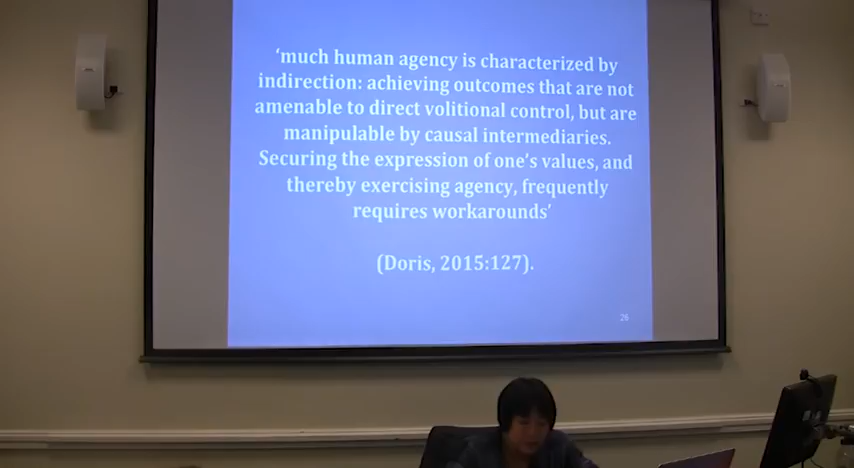 ‘much human agency is characterized by
indirection: achieving outcomes that are not
amenable to direct volitional control, but are
manipulable by causal intermediaries.
Securing the expression of one’s values, and
thereby exercising agency, frequently
requires workarounds’
(Doris, 2015:127).
26